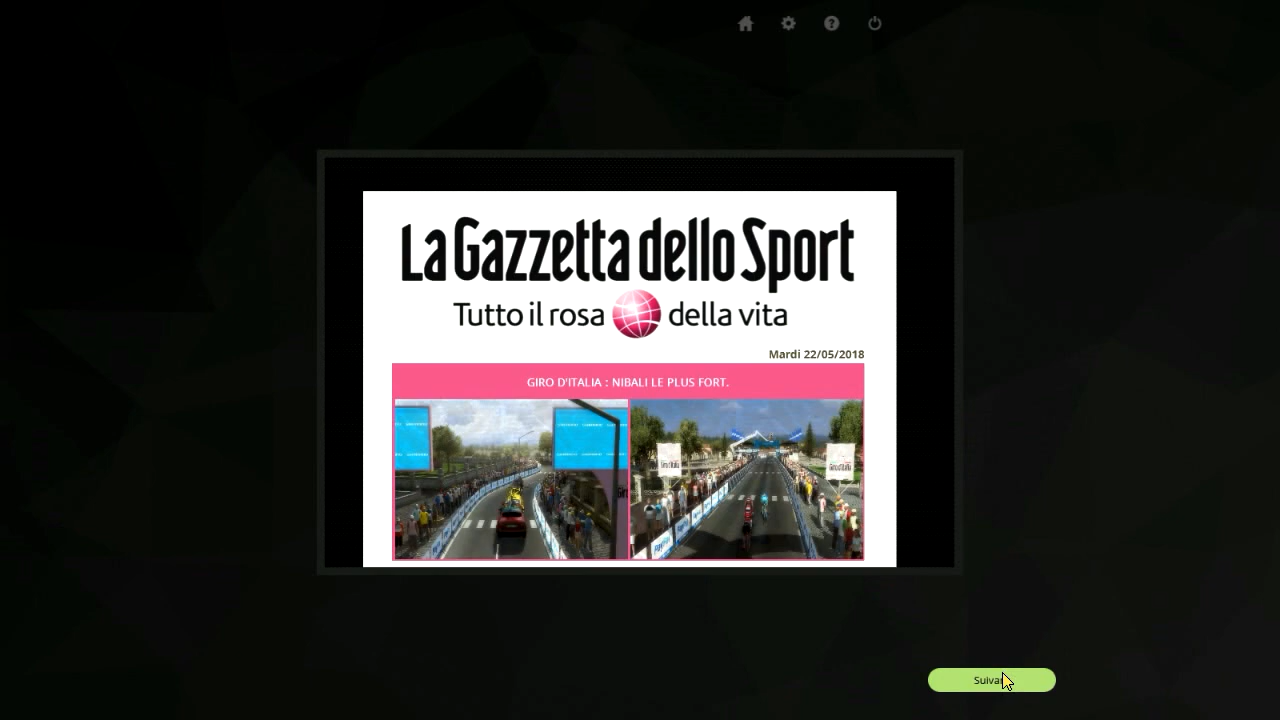 La Gazzetta dello Sport
Tutto il rosa della vita
Mardi 22/05/2018
GIRO D'ITALIA : NIBALI LE PLUS FORT.